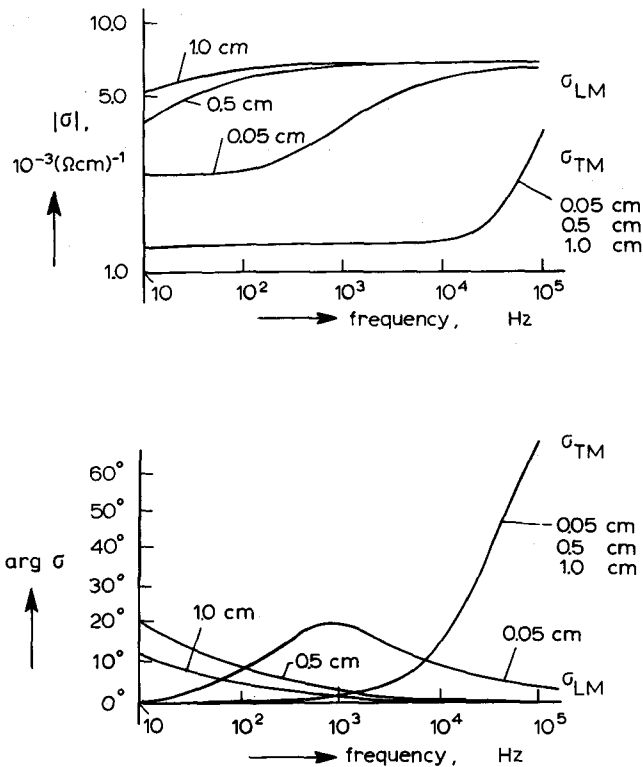 10.0
1.0 cm
5.0
0.5 cm
σLM
|σ|,
0.05 cm
10⁻³(Ωcm)⁻¹
σTM
0.05 cm
0.5 cm
1.0 cm
1.0
10
10²
10³
10⁴
10⁵
frequency, Hz
60°
σTM
50°
0.05 cm
0.5 cm
40°
1.0 cm
arg σ
30°
20°
1.0 cm
0.05 cm
10°
0.5 cm
σLM
0°
10
10²
10³
10⁴
10⁵
frequency, Hz